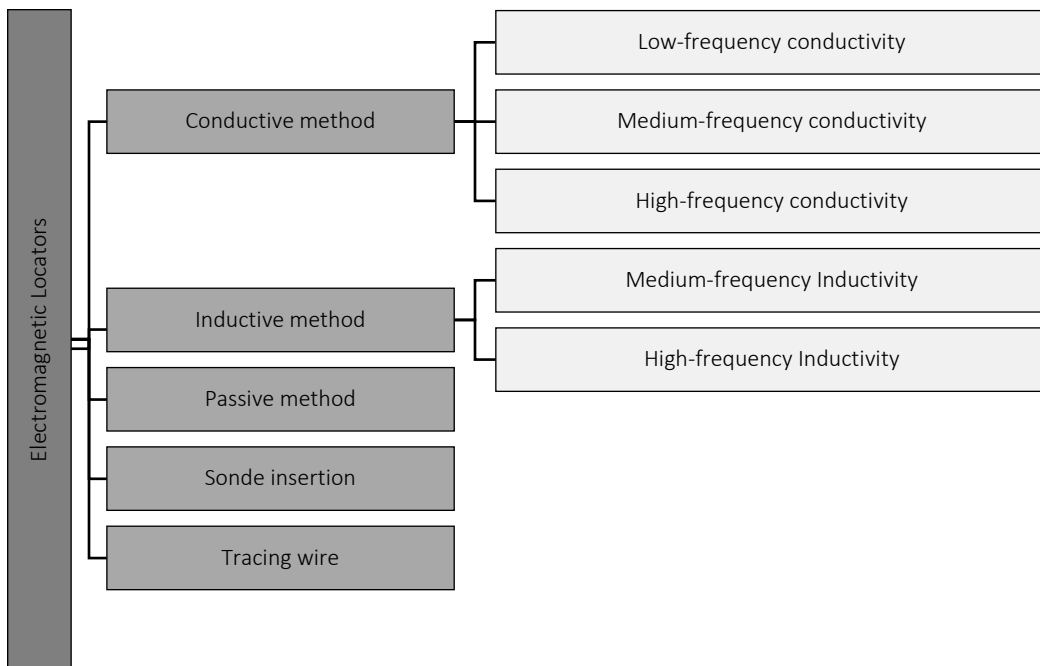 Electromagnetic Locators
Conductive method
Low-frequency conductivity
Medium-frequency conductivity
High-frequency conductivity
Inductive method
Medium-frequency Inductivity
High-frequency Inductivity
Passive method
Sonde insertion
Tracing wire